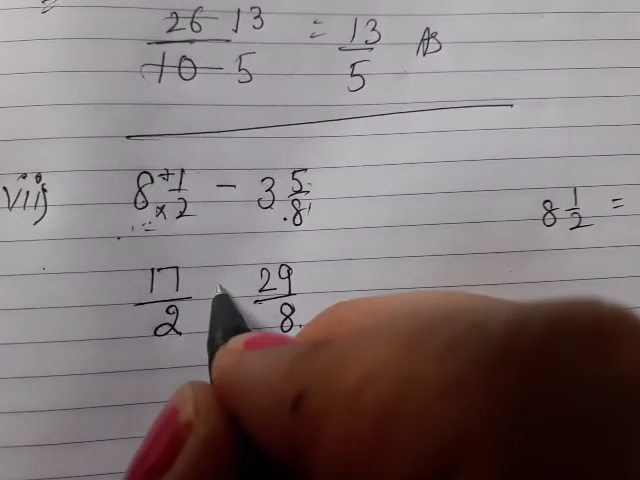 26 13 = 13 As
10 5 5
viij 8 +1 - 3 5 8 1 =
× 2 8 2
17 29
2 8